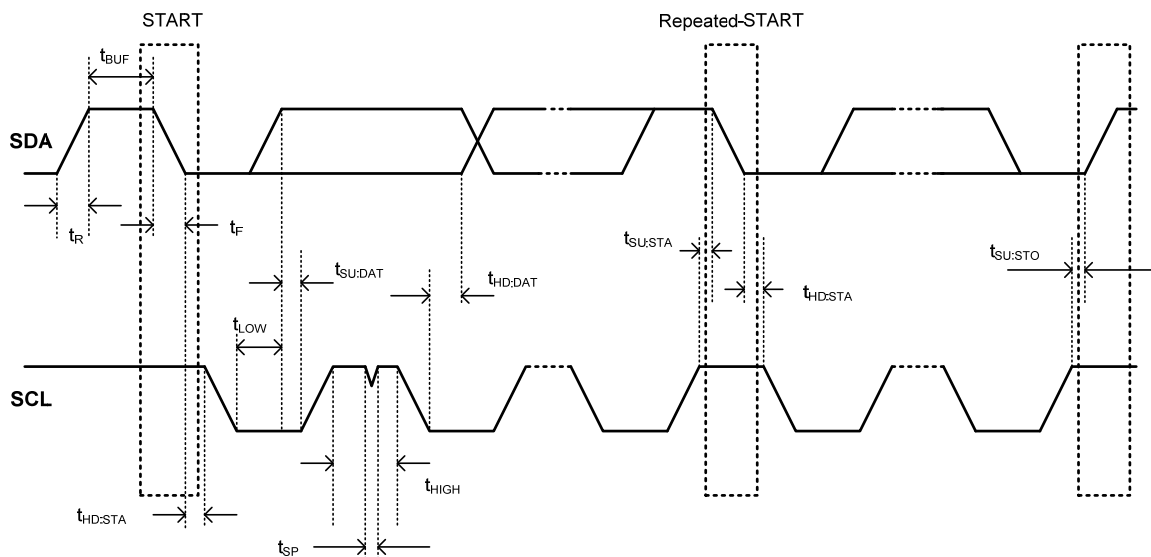 START
Repeated-START
tBUF
SDA
tR
tF
tSU:DAT
tHD:DAT
tSU:STA
tHD:STA
tSU:STO
tLOW
SCL
tHD:STA
tHIGH
tSP